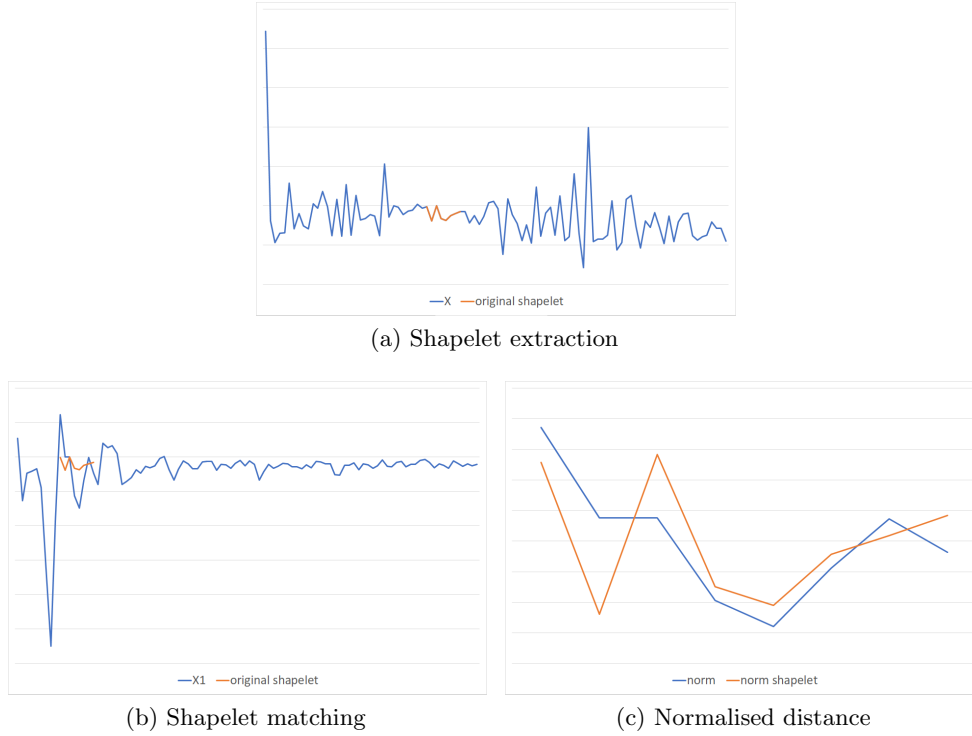 X original shapelet
(a) Shapelet extraction
X1 original shapelet
(b) Shapelet matching
norm norm shapelet
(c) Normalised distance